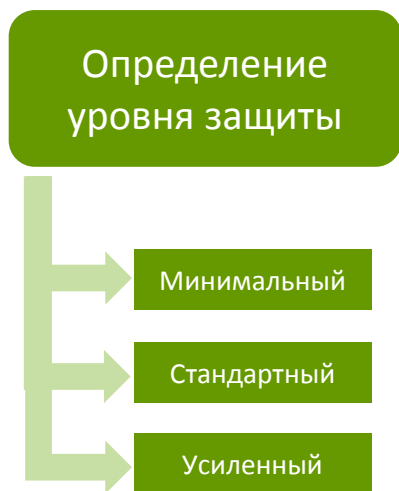 Определение
уровня защиты
Минимальный
Стандартный
Усиленный